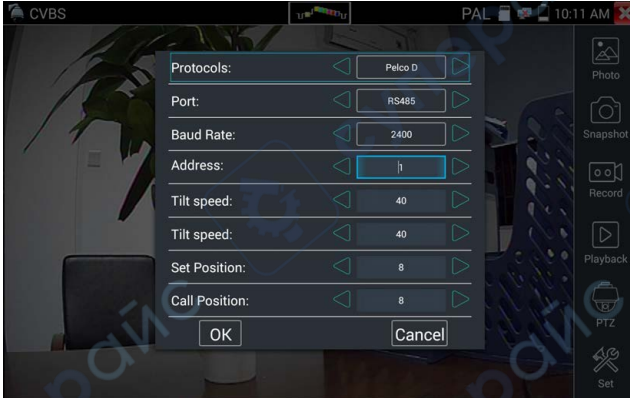 CVBS
PAL
10:11 AM
Protocols: Pelco D
Port: RS485
Baud Rate: 2400
Address: 1
Tilt speed: 40
Tilt speed: 40
Set Position: 8
Call Position: 8
OK Cancel
Photo
Snapshot
Record
Playback
PTZ
Set